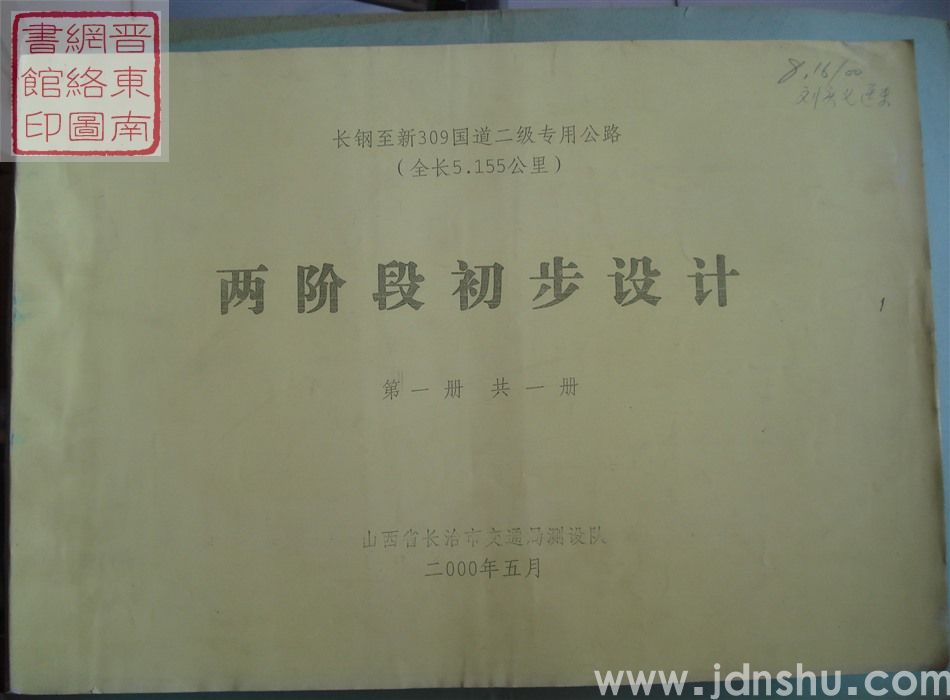 晋東南
網絡圖
書館印
8.16/00
长钢至新309国道二级专用公路
(全长5.155公里)
两阶段初步设计
1
第一册 共一册
山西省长治市交通局测设队
二000年五月
www.jdnshu.com